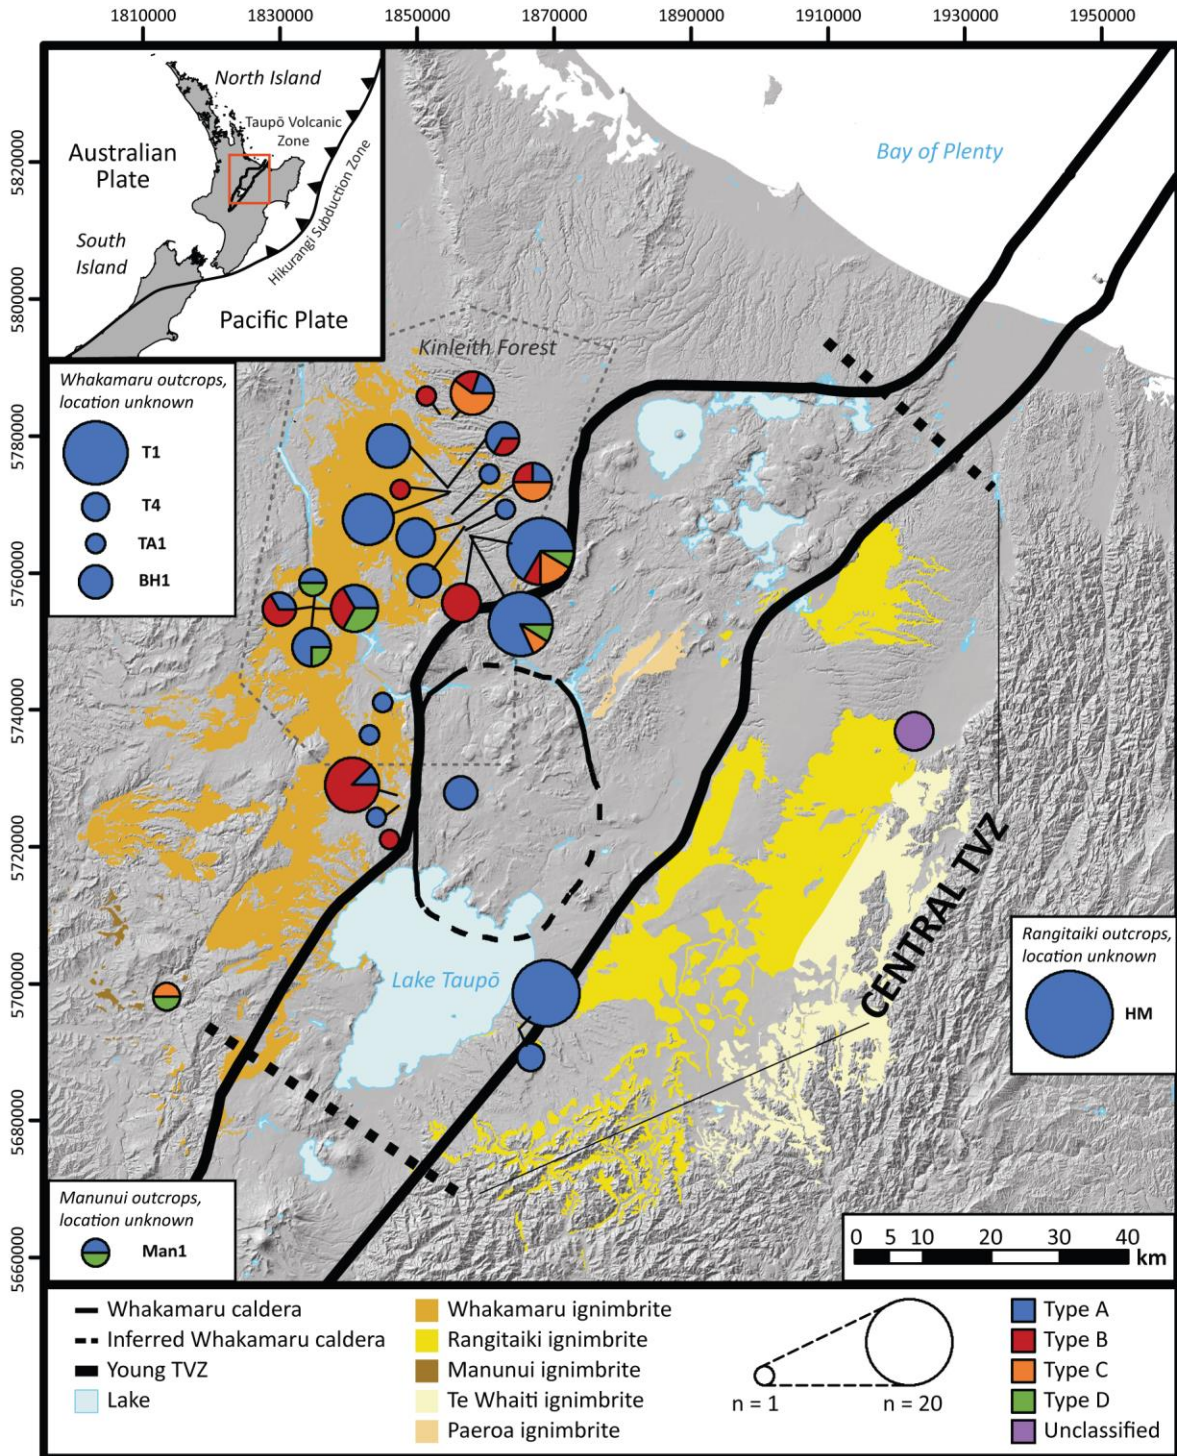 1810000 1830000 1850000 1870000 1890000 1910000 1930000 1950000
5820000
5800000
5780000
5760000
5740000
5720000
5700000
5680000
5660000
North Island
Taupō Volcanic
Zone
Australian
Plate
Hikurangi Subduction Zone
South
Island
Pacific Plate
Bay of Plenty
Kinleith Forest
Whakamaru outcrops,
location unknown
T1
T4
TA1
BH1
Lake Taupō
CENTRAL TVZ
Rangitaiki outcrops,
location unknown
HM
Manunui outcrops,
location unknown
Man1
0 5 10 20 30 40
km
Whakamaru caldera
Inferred Whakamaru caldera
Young TVZ
Lake
Whakamaru ignimbrite
Rangitaiki ignimbrite
Manunui ignimbrite
Te Whaiti ignimbrite
Paeroa ignimbrite
n = 1 n = 20
Type A
Type B
Type C
Type D
Unclassified